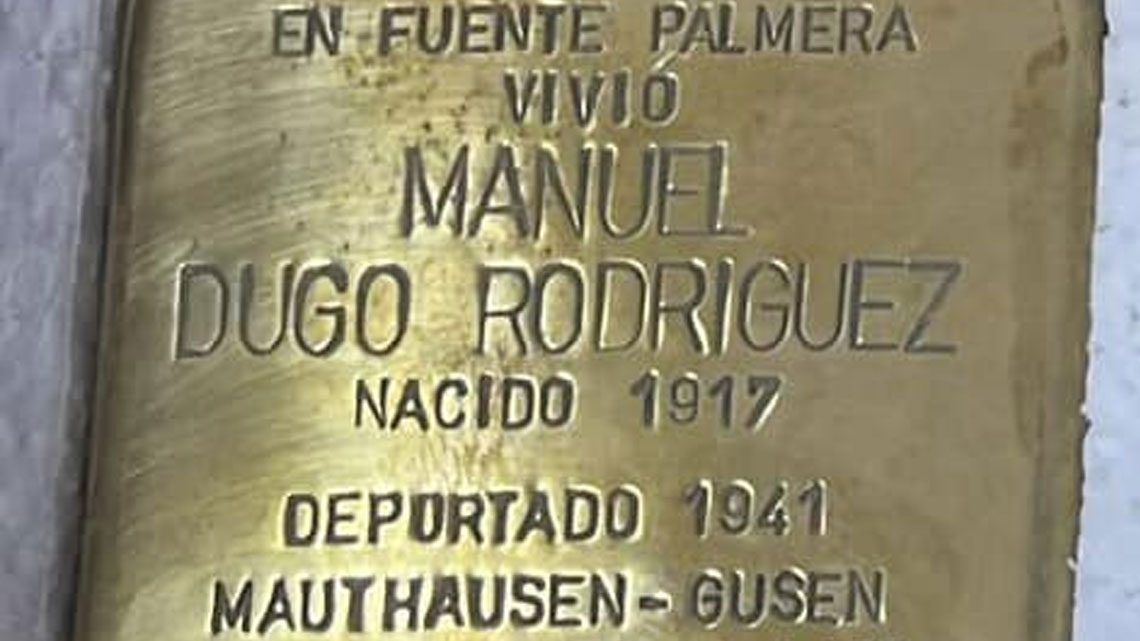 EN FUENTE PALMERA
VIVIÓ
MANUEL
DUGO RODRIGUEZ
NACIDO 1917
DEPORTADO 1941
MAUTHAUSEN - GUSEN